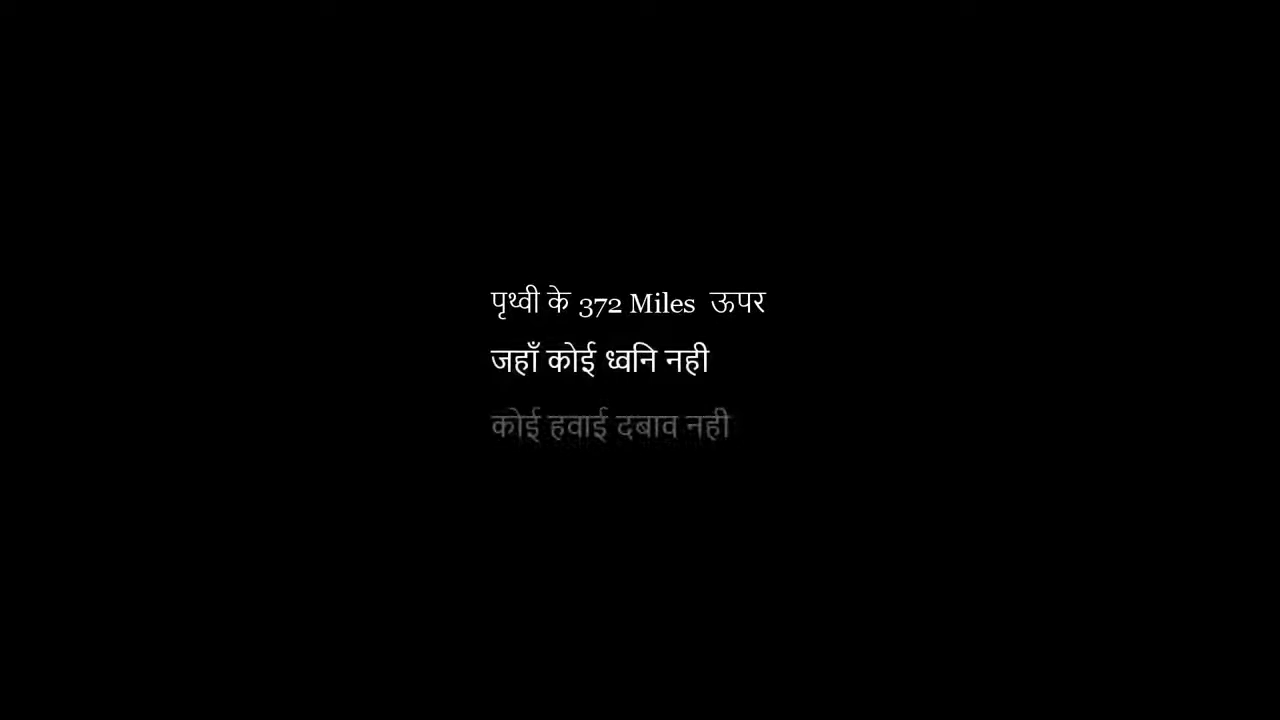 पृथ्वी के 372 Miles ऊपर
जहाँ कोई ध्वनि नही
कोई हवाई दबाव नही